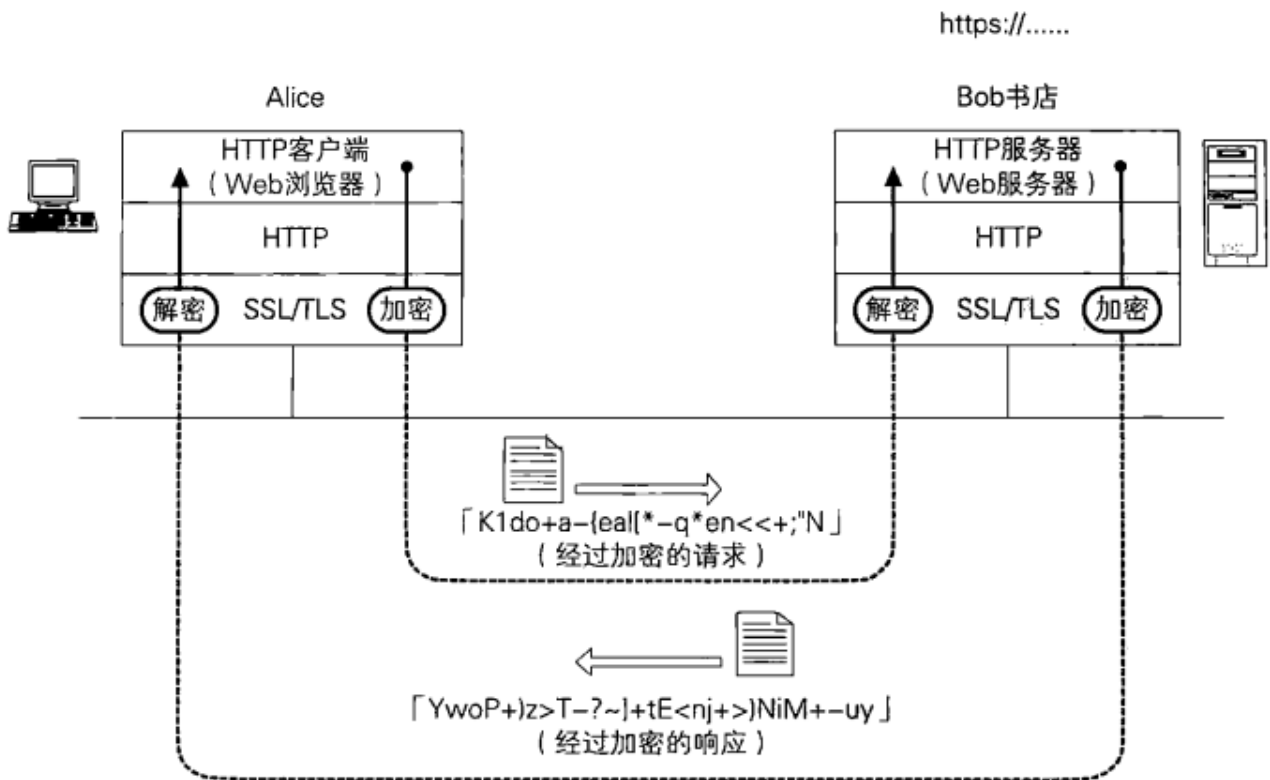 https://......
Alice
Bob书店
HTTP客户端
（Web浏览器）
HTTP服务器
（Web服务器）
HTTP
HTTP
解密
SSL/TLS
加密
解密
SSL/TLS
加密
「K1do+a-{eal[*-q*en<<+;"N」
（经过加密的请求）
「YwoP+)z>T-?~]+tE<nj+>)NiM+-uy」
（经过加密的响应）